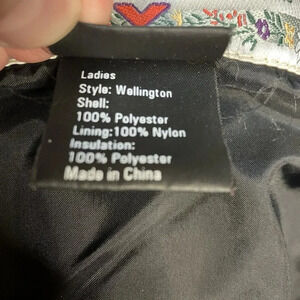 Ladies
Style: Wellington
Shell:
100% Polyester
Lining:100% Nylon
Insulation:
100% Polyester
Made in China